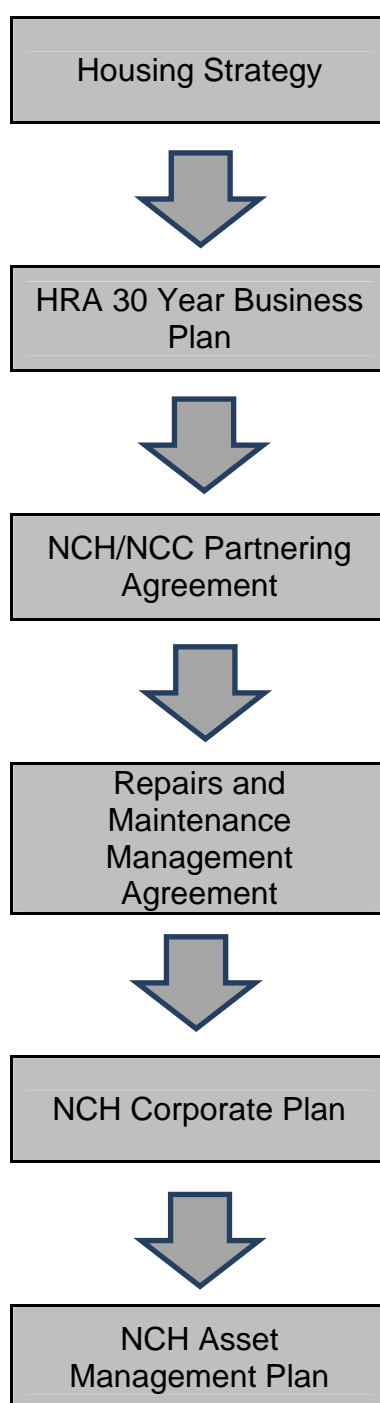 Housing Strategy
HRA 30 Year Business
Plan
NCH/NCC Partnering
Agreement
Repairs and
Maintenance
Management
Agreement
NCH Corporate Plan
NCH Asset
Management Plan